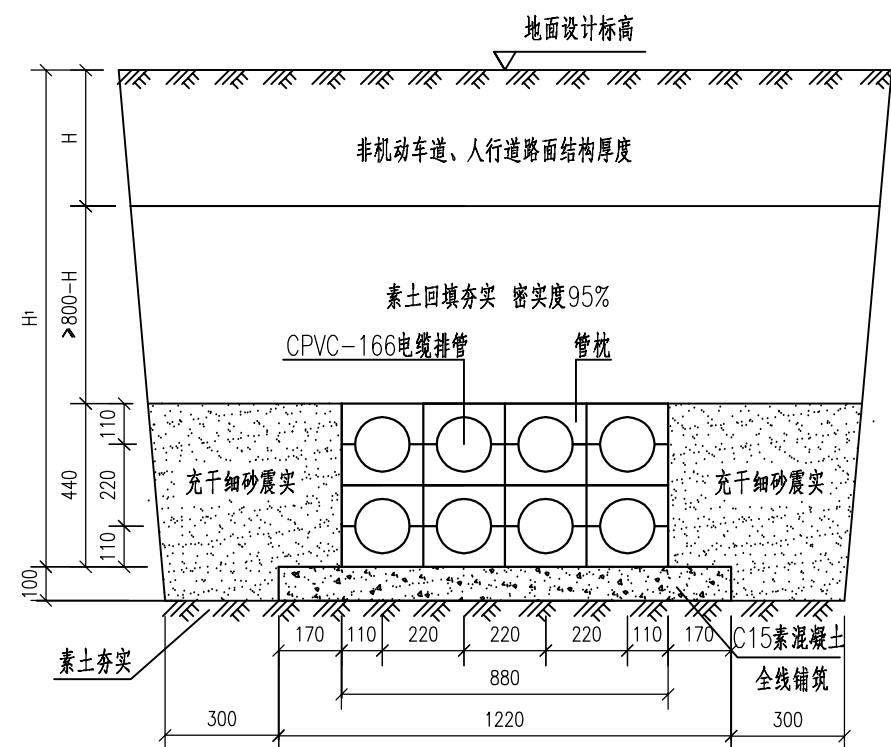 地面设计标高
非机动车道、人行道路面结构厚度
H
素土回填夯实 密实度95%
≥800-H
H1
CPVC-166电缆排管
管枕
110
充干细砂震实
充干细砂震实
440
220
110
100
170
110
220
220
220
110
170
C15素混凝土
全线铺筑
素土夯实
880
300
1220
300